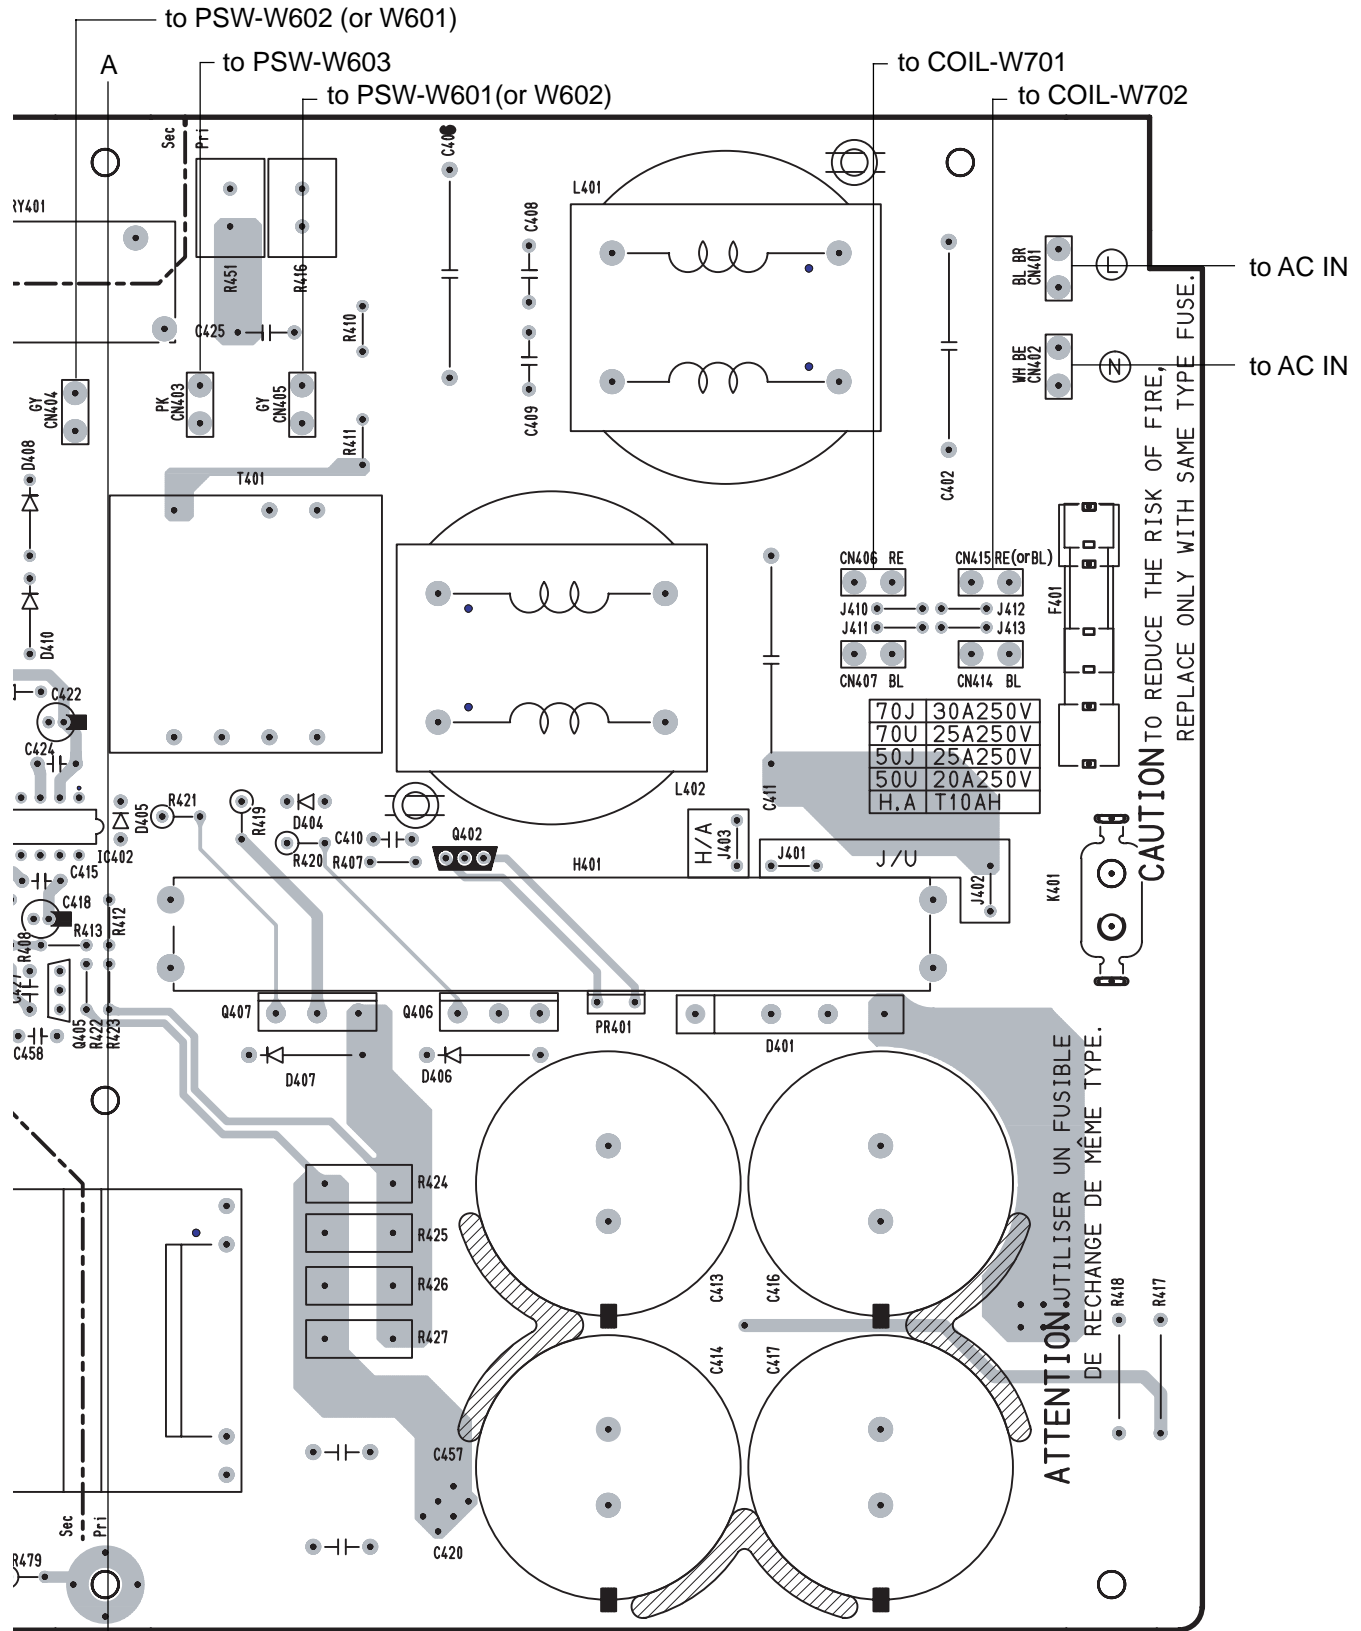 to PSW-W602 (or W601)
A
to PSW-W603
to COIL-W701
to PSW-W601(or W602)
to COIL-W702
Sec
Pri
L401
RY401
C408
R451
R416
C425
R410
BL BR
CN401
L
to AC IN
WH BE
CN402
N
to AC IN
GY
CN404
PK
CN403
GY
CN405
C409
R411
D408
T401
C402
CN406 RE
CN415 RE(orBL)
F401
J410
J412
J411
J413
CN407 BL
CN414 BL
D410
C422
70J 30A250V
70U 25A250V
50J 25A250V
50U 20A250V
H.A T10AH
CAUTION TO REDUCE THE RISK OF FIRE,
REPLACE ONLY WITH SAME TYPE FUSE.
C424
L402
C411
D405
R421
R419
D404
C410
Q402
R420
R407
H401
H/A
J403
J401
J/U
J402
K401
IC402
C415
C418
R412
R413
R408
C427
Q405
R422
R423
C458
Q407
Q406
PR401
D401
D407
D406
R424
R425
R426
R427
C413
C416
C414
C417
R418
R417
ATTENTION UTILISER UN FUSIBLE
DE RECHANGE DE MÊME TYPE.
C457
C420
Sec
Pri
R479